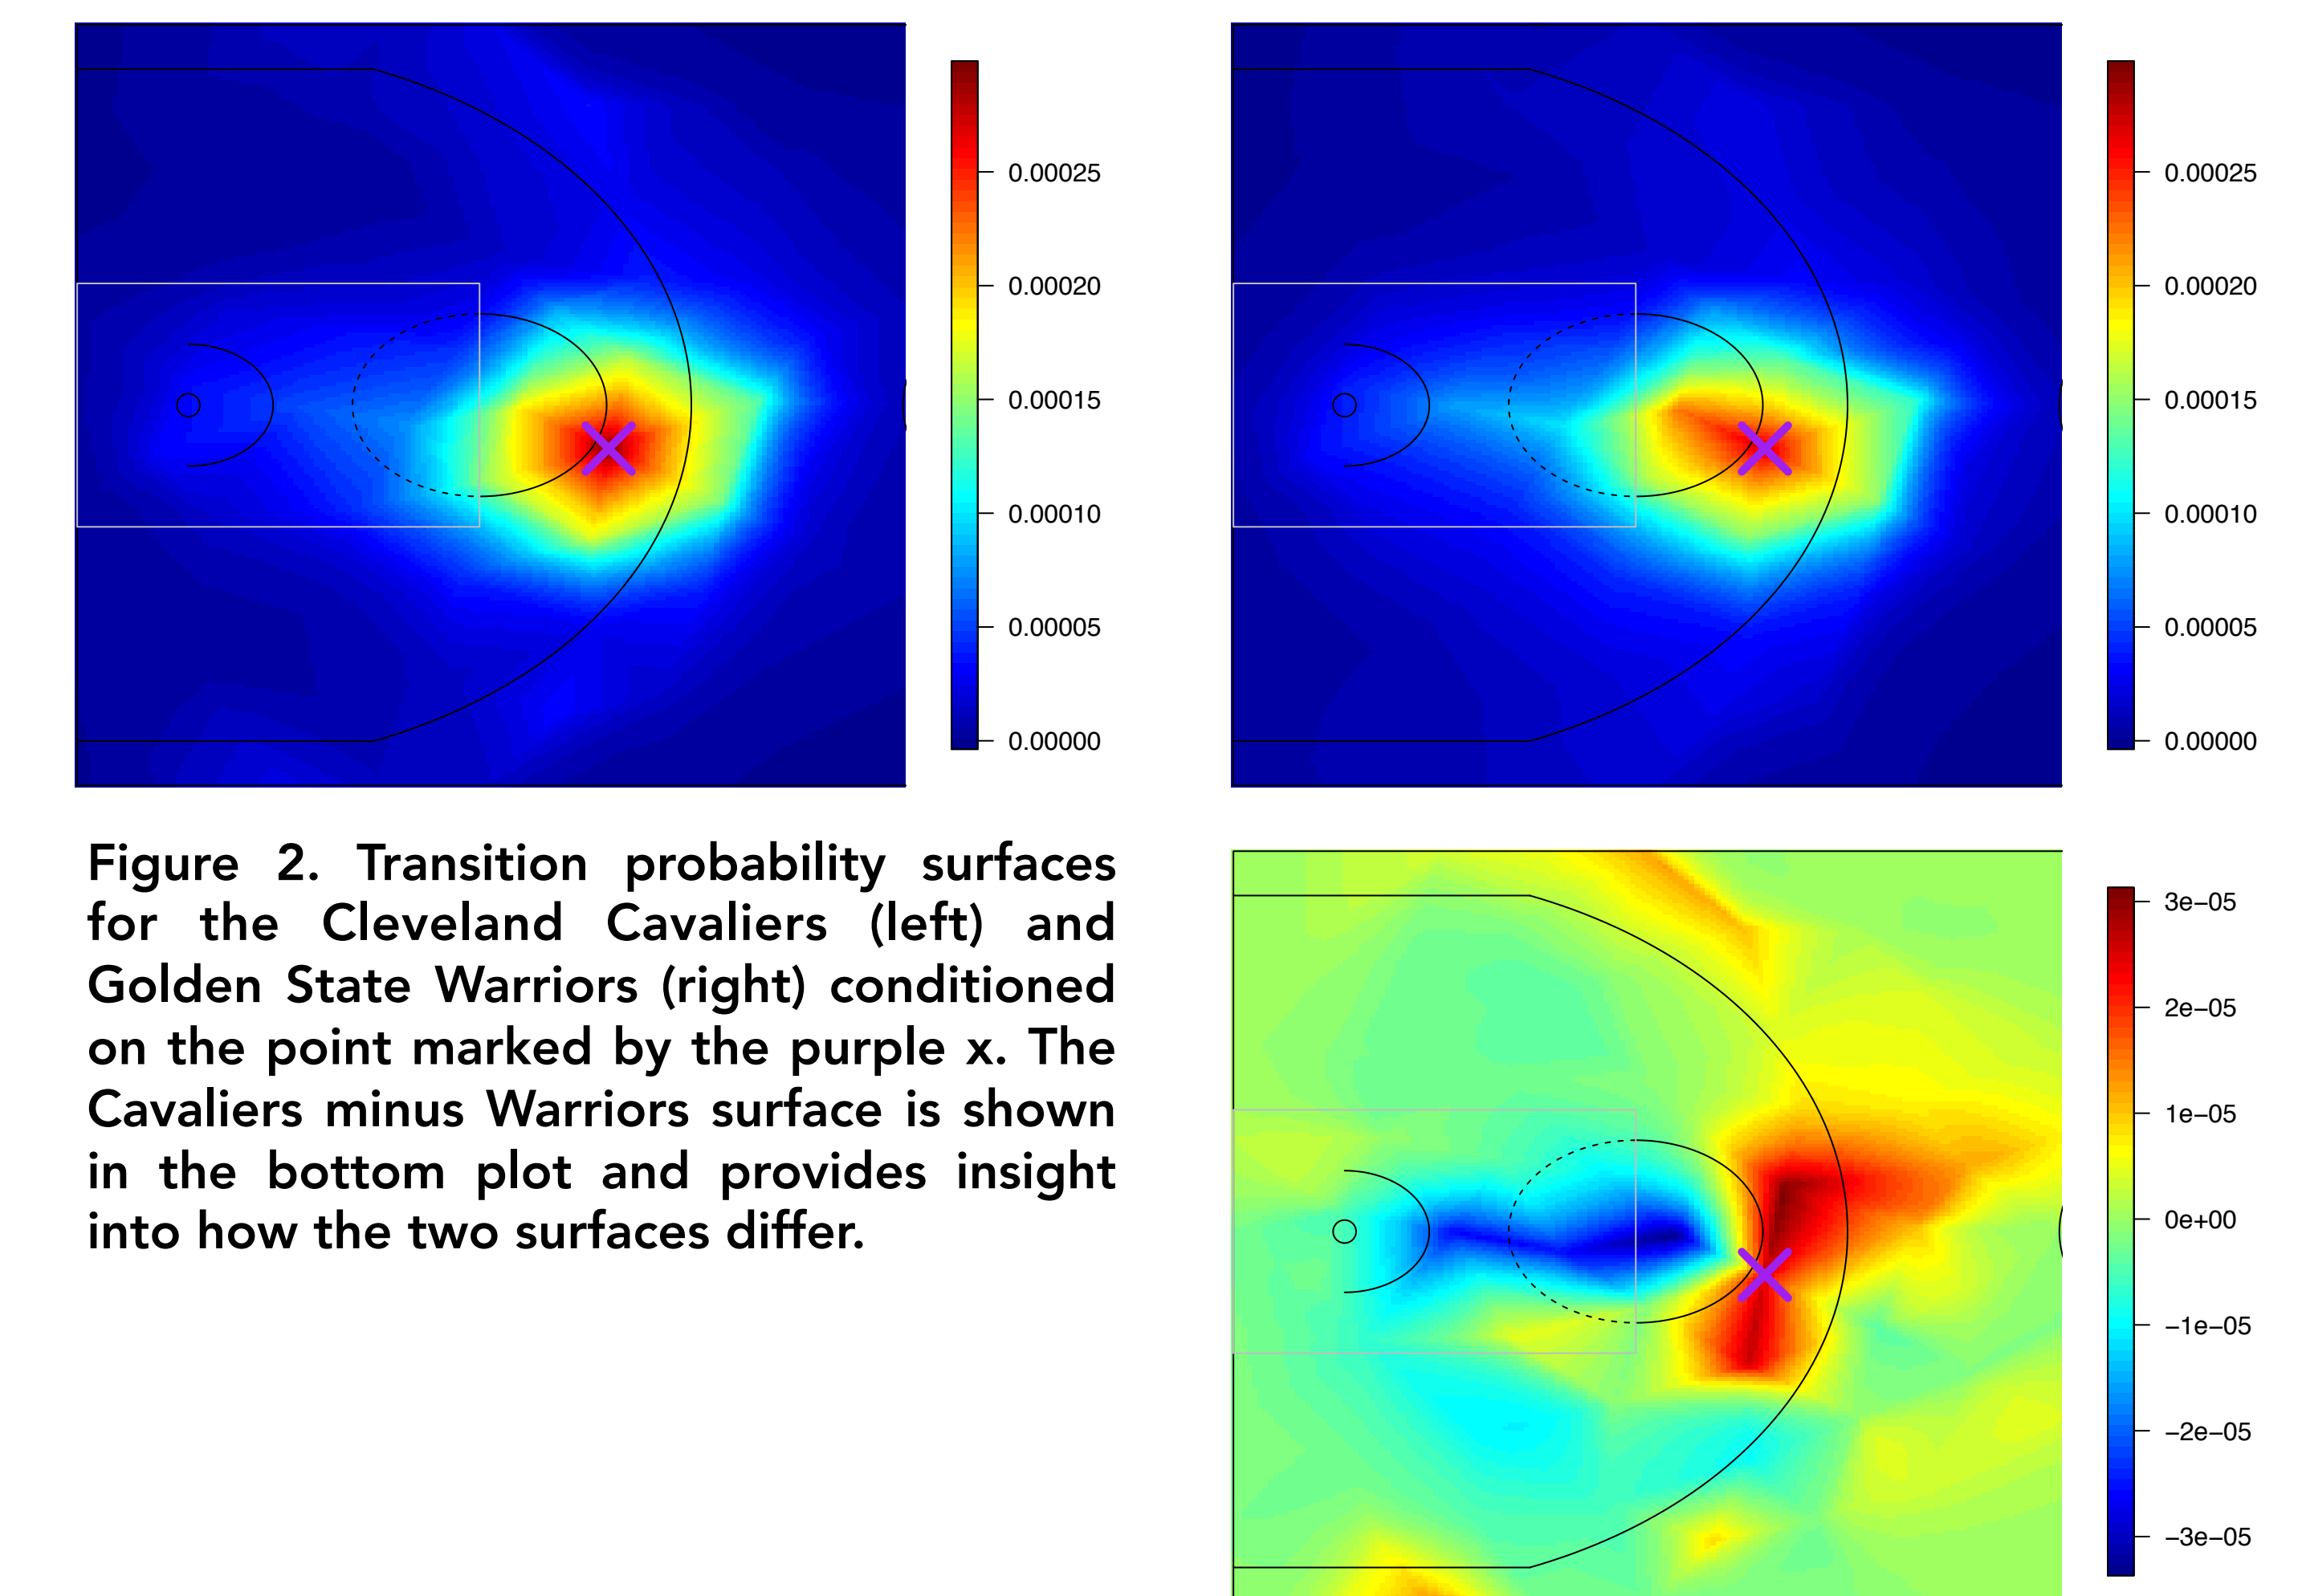 0.00025
0.00020
0.00015
0.00010
0.00005
0.00000
0.00025
0.00020
0.00015
0.00010
0.00005
0.00000
Figure 2. Transition probability surfaces
for the Cleveland Cavaliers (left) and
Golden State Warriors (right) conditioned
on the point marked by the purple x. The
Cavaliers minus Warriors surface is shown
in the bottom plot and provides insight
into how the two surfaces differ.
3e−05
2e−05
1e−05
0e+00
−1e−05
−2e−05
−3e−05